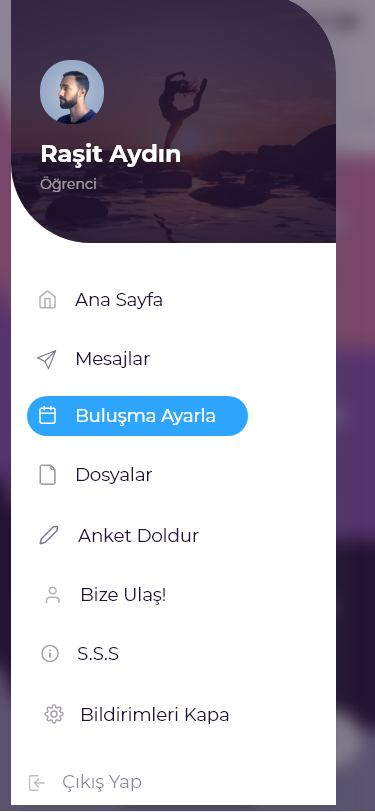 Raşit Aydın
Öğrenci
Ana Sayfa
Mesajlar
Buluşma Ayarla
Dosyalar
Anket Doldur
Bize Ulaş!
S.S.S
Bildirimleri Kapa
Çıkış Yap